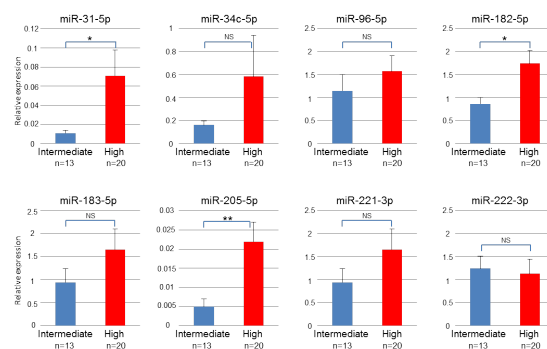 miR-31-5p
0.12
0.1
0.08
0.06
0.04
0.02
0
Relative expression
*
Intermediate High
n=13 n=20
miR-34c-5p
1
0.8
0.6
0.4
0.2
0
NS
Intermediate High
n=13 n=20
miR-96-5p
2.5
2
1.5
1
0.5
0
NS
Intermediate High
n=13 n=20
miR-182-5p
2.5
2
1.5
1
0.5
0
*
Intermediate High
n=13 n=20
miR-183-5p
2.5
2
1.5
1
0.5
0
Relative expression
NS
Intermediate High
n=13 n=20
miR-205-5p
0.03
0.025
0.02
0.015
0.01
0.005
0
**
Intermediate High
n=13 n=20
miR-221-3p
2.5
2
1.5
1
0.5
0
NS
Intermediate High
n=13 n=20
miR-222-3p
2.5
2
1.5
1
0.5
0
NS
Intermediate High
n=13 n=20